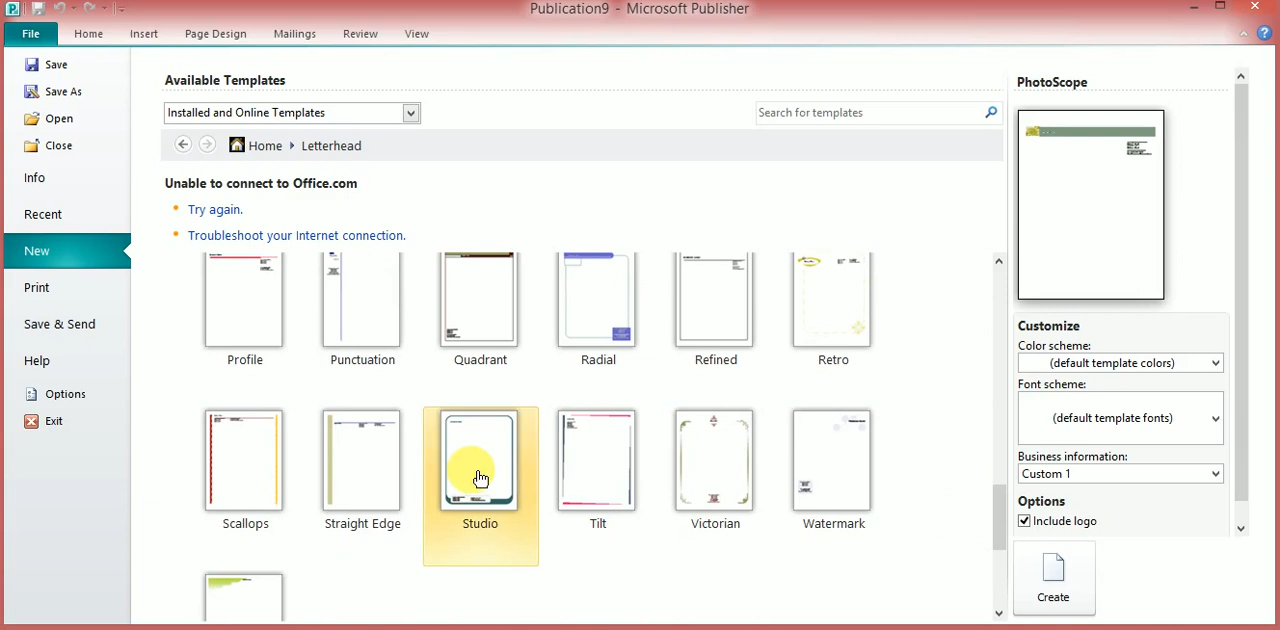 Publication9 - Microsoft Publisher
File Home Insert Page Design Mailings Review View
Save
Save As
Open
Close
Info
Recent
New
Print
Save & Send
Help
Options
Exit
Available Templates
Installed and Online Templates
Search for templates
Home Letterhead
Unable to connect to Office.com
Try again.
Troubleshoot your Internet connection.
Profile Punctuation Quadrant Radial Refined Retro
Scallops Straight Edge Studio Tilt Victorian Watermark
PhotoScope
Customize
Color scheme:
(default template colors)
Font scheme:
(default template fonts)
Business information:
Custom 1
Options
Include logo
Create